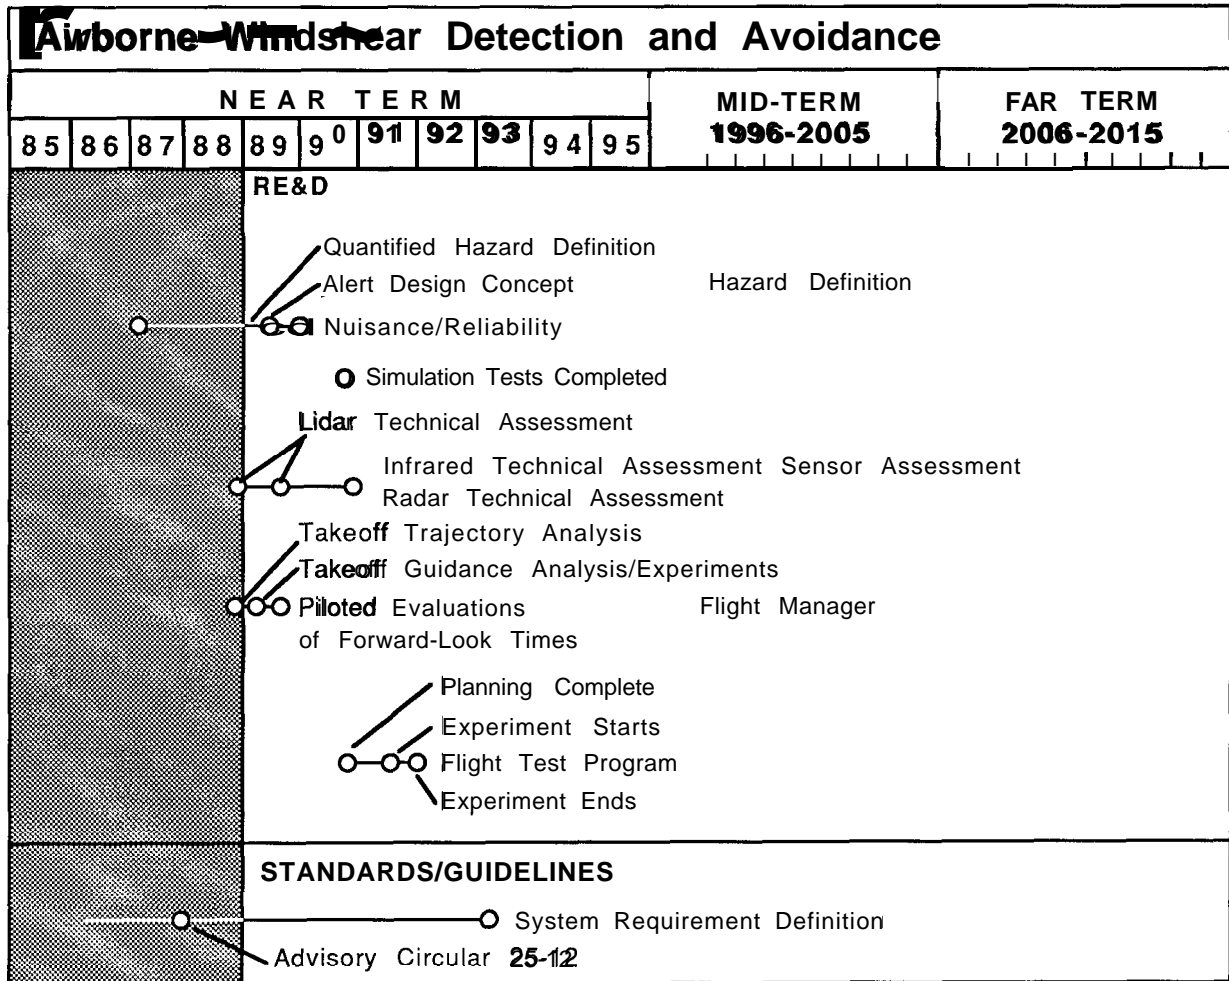 Airborne Windshear Detection and Avoidance
NEAR TERM
MID-TERM
1996-2005
FAR TERM
2006-2015
85 86 87 88 89 90 91 92 93 94 95
RE&D
Quantified Hazard Definition
Alert Design Concept Hazard Definition
Nuisance/Reliability
Simulation Tests Completed
Lidar Technical Assessment
Infrared Technical Assessment Sensor Assessment
Radar Technical Assessment
Takeoff Trajectory Analysis
Takeoff Guidance Analysis/Experiments
Piloted Evaluations Flight Manager
of Forward-Look Times
Planning Complete
Experiment Starts
Flight Test Program
Experiment Ends
STANDARDS/GUIDELINES
System Requirement Definition
Advisory Circular 25-12